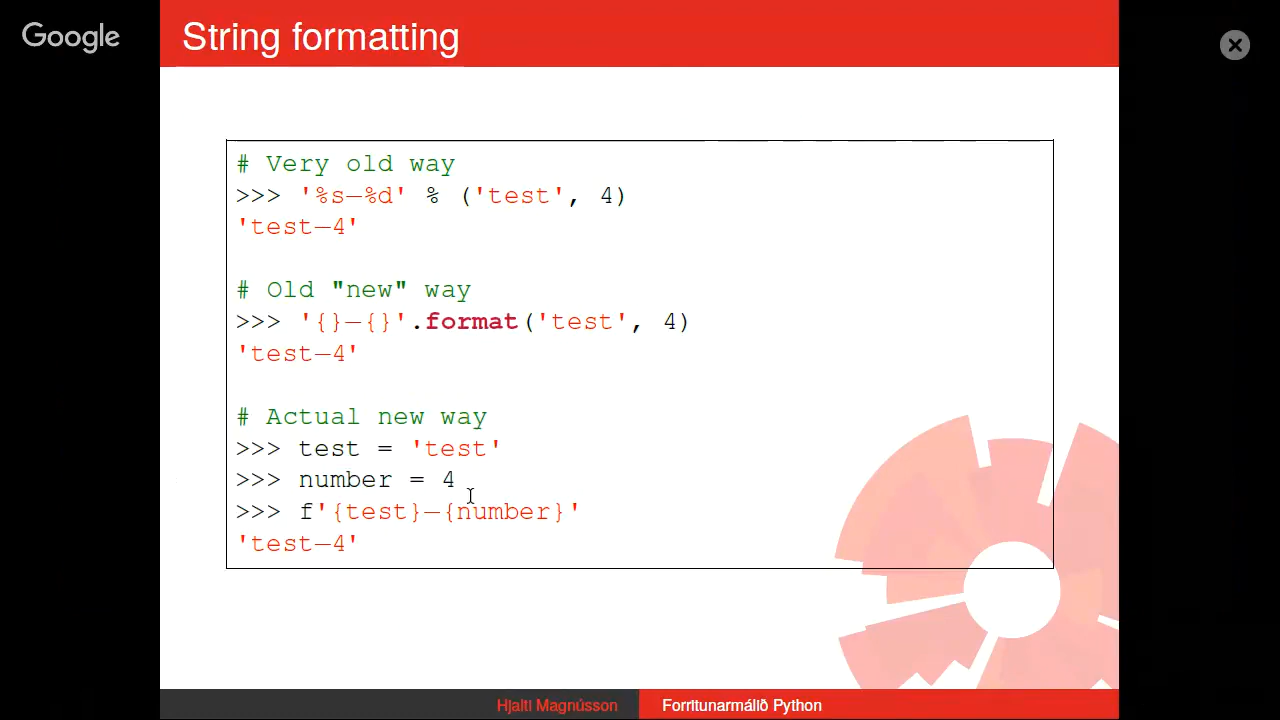 Google
String formatting
# Very old way
>>> '%s-%d' % ('test', 4)
'test-4'
# Old "new" way
>>> '{}-{}'.format('test', 4)
'test-4'
# Actual new way
>>> test = 'test'
>>> number = 4
>>> f'{test}-{number}'
'test-4'
Hjalti Magnússon
Forritunarmálið Python